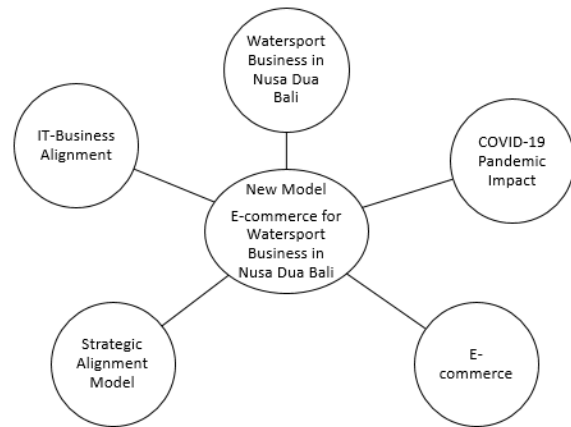 Watersport
Business in
Nusa Dua
Bali
IT-Business
Alignment
COVID-19
Pandemic
Impact
New Model
E-commerce for
Watersport
Business in
Nusa Dua Bali
Strategic
Alignment
Model
E-
commerce